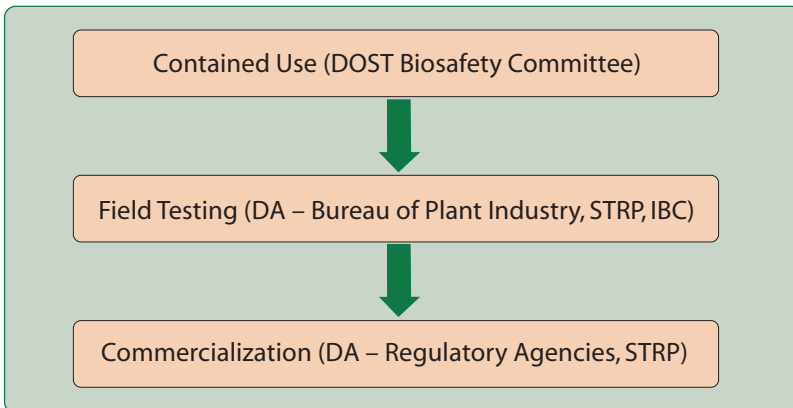 Contained Use (DOST Biosafety Committee)
Field Testing (DA – Bureau of Plant Industry, STRP, IBC)
Commercialization (DA – Regulatory Agencies, STRP)